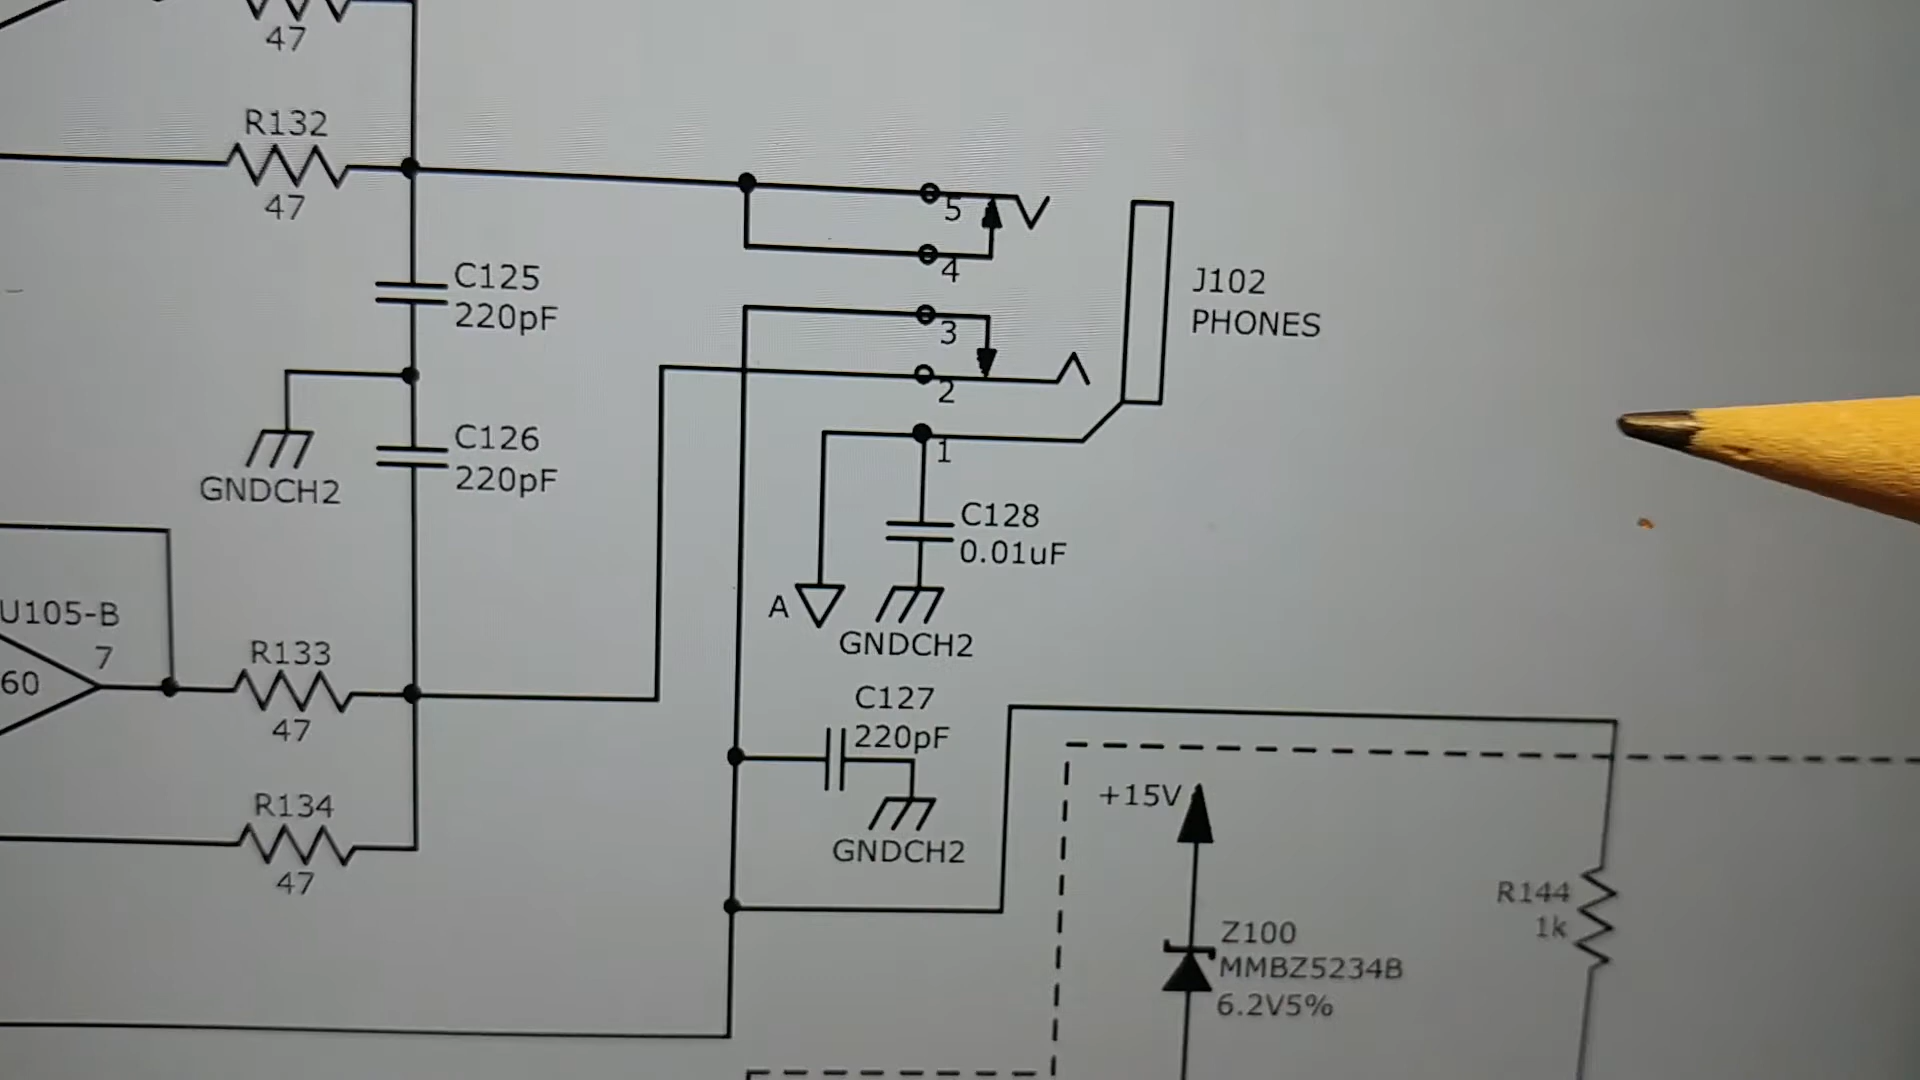 47
R132
47
5
4
3
2
1
J102
PHONES
C125
220pF
C126
220pF
GNDCH2
C128
0.01uF
A
GNDCH2
U105-B
7
60
R133
47
C127
220pF
GNDCH2
R134
47
+15V
Z100
MMBZ5234B
6.2V5%
R144
1k